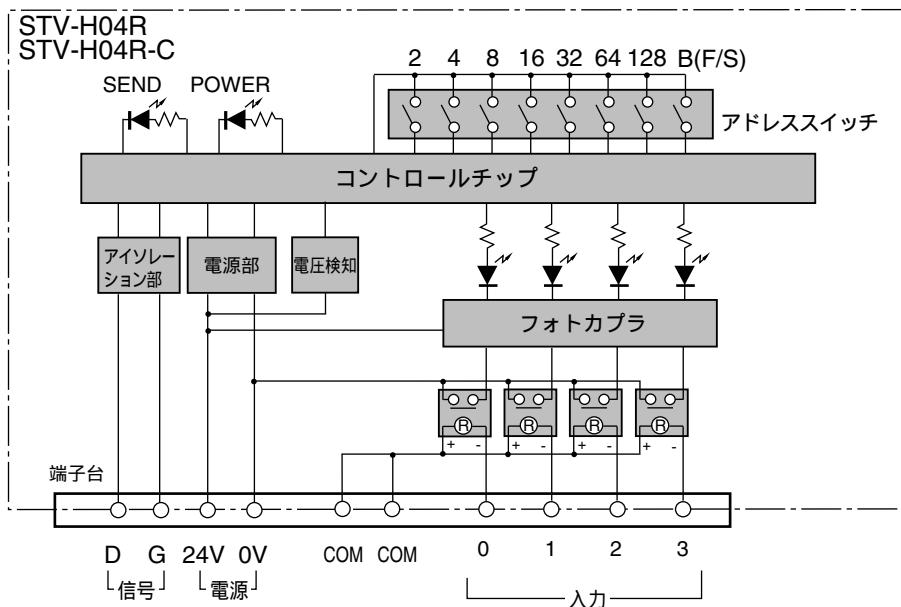 STV-H04R
STV-H04R-C
SEND
POWER
2 4 8 16 32 64 128 B(F/S)
アドレススイッチ
コントロールチップ
アイソレー
ション部
電源部
電圧検知
フォトカプラ
R R R R
+ - + - + - + -
端子台
D G 24V 0V COM COM 0 1 2 3
信号
電源
入力